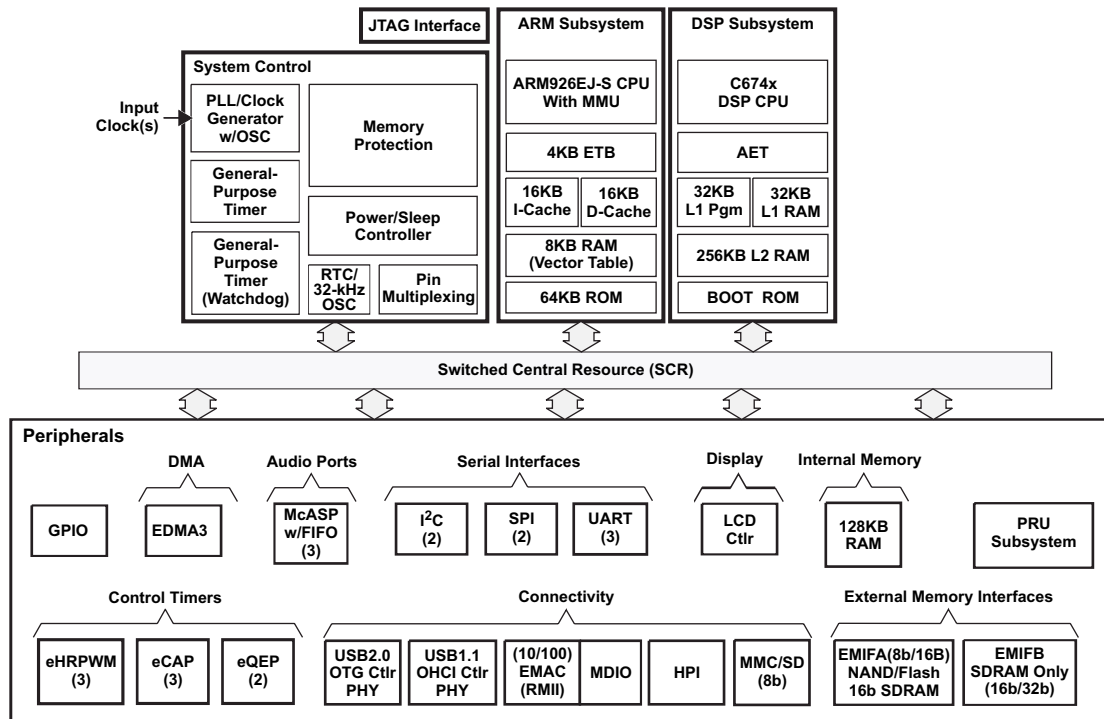 JTAG Interface
ARM Subsystem
DSP Subsystem
System Control
Input
Clock(s)
PLL/Clock
Generator
w/OSC
General-
Purpose
Timer
General-
Purpose
Timer
(Watchdog)
Memory
Protection
Power/Sleep
Controller
RTC/
32-kHz
OSC
Pin
Multiplexing
ARM926EJ-S CPU
With MMU
4KB ETB
16KB
I-Cache
16KB
D-Cache
8KB RAM
(Vector Table)
64KB ROM
C674x
DSP CPU
AET
32KB
L1 Pgm
32KB
L1 RAM
256KB L2 RAM
BOOT ROM
Switched Central Resource (SCR)
Peripherals
DMA
Audio Ports
Serial Interfaces
Display
Internal Memory
GPIO
EDMA3
McASP
w/FIFO
(3)
I²C
(2)
SPI
(2)
UART
(3)
LCD
Ctlr
128KB
RAM
PRU
Subsystem
Control Timers
Connectivity
External Memory Interfaces
eHRPWM
(3)
eCAP
(3)
eQEP
(2)
USB2.0
OTG Ctlr
PHY
USB1.1
OHCI Ctlr
PHY
(10/100)
EMAC
(RMII)
MDIO
HPI
MMC/SD
(8b)
EMIFA(8b/16B)
NAND/Flash
16b SDRAM
EMIFB
SDRAM Only
(16b/32b)